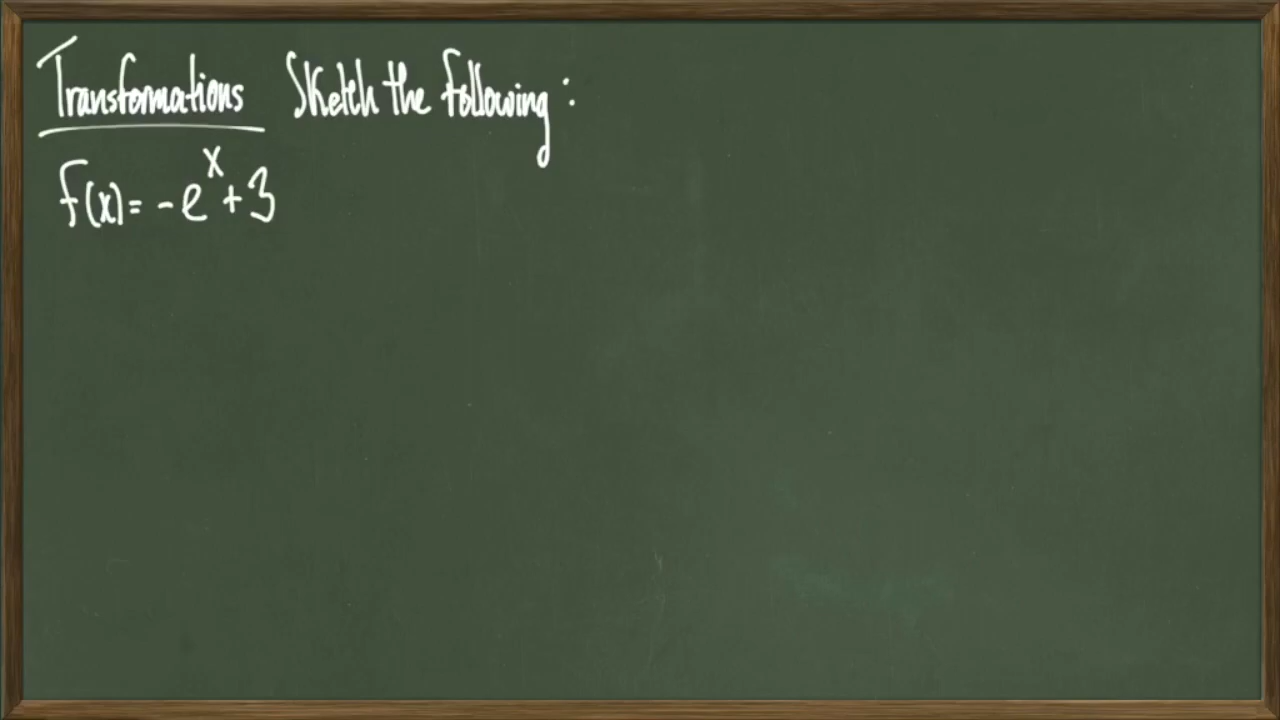 Transformations Sketch the following :
f(x) = -e^x + 3